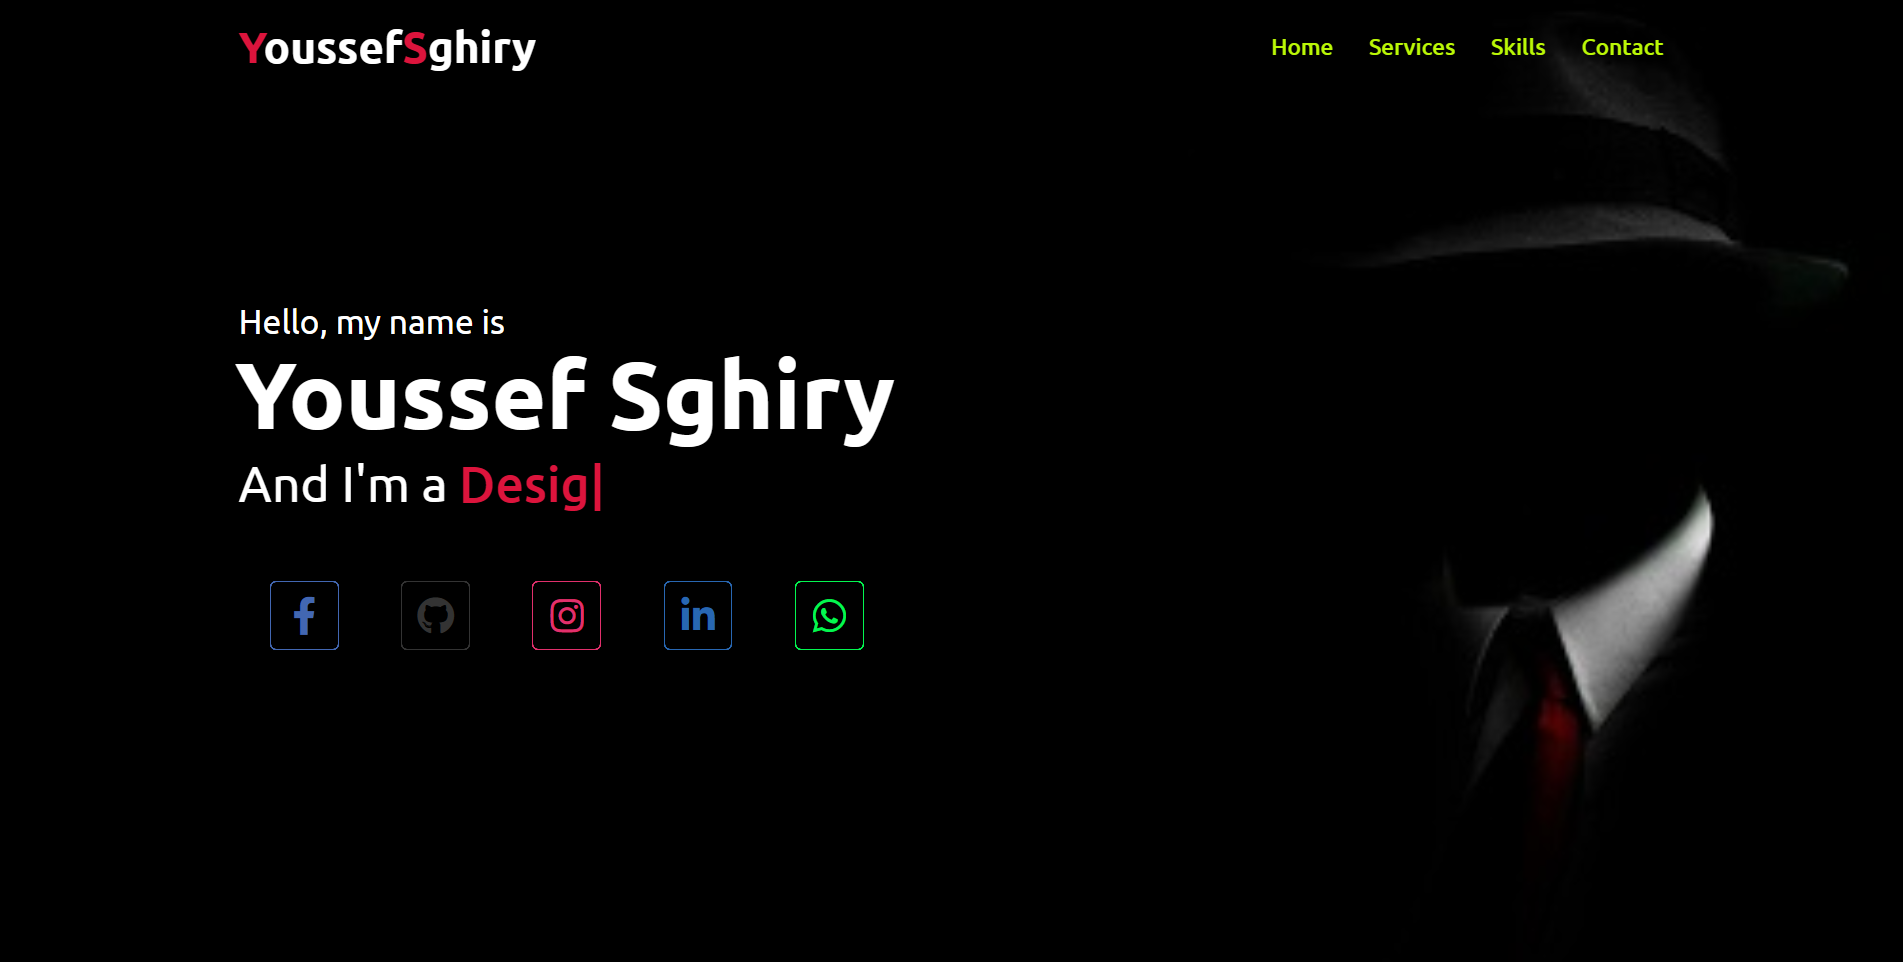 YoussefSghiry
Home Services Skills Contact
Hello, my name is
Youssef Sghiry
And I'm a Desig|